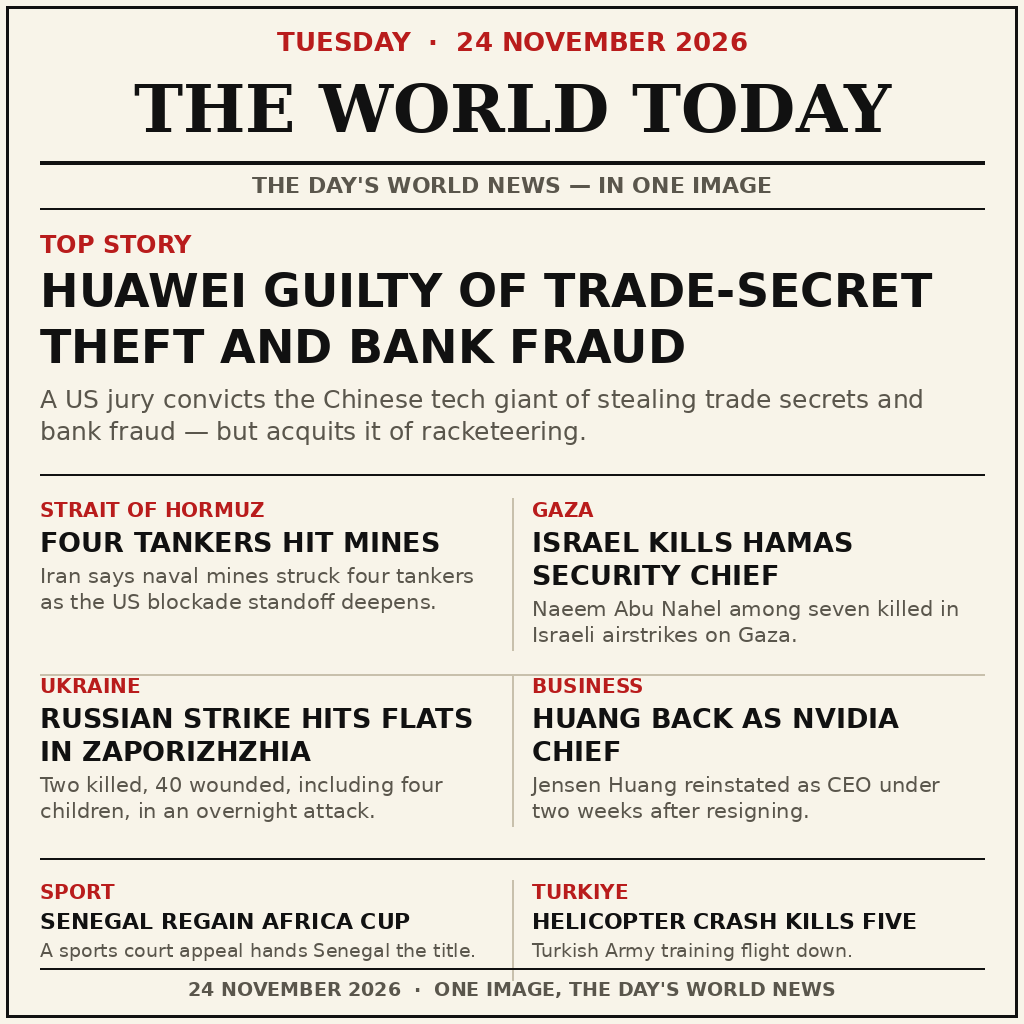 TUESDAY · 24 NOVEMBER 2026
THE WORLD TODAY
THE DAY'S WORLD NEWS — IN ONE IMAGE
TOP STORY
HUAWEI GUILTY OF TRADE-SECRET
THEFT AND BANK FRAUD
A US jury convicts the Chinese tech giant of stealing trade secrets and
bank fraud — but acquits it of racketeering.
STRAIT OF HORMUZ
FOUR TANKERS HIT MINES
Iran says naval mines struck four tankers
as the US blockade standoff deepens.
GAZA
ISRAEL KILLS HAMAS
SECURITY CHIEF
Naeem Abu Nahel among seven killed in
Israeli airstrikes on Gaza.
UKRAINE
RUSSIAN STRIKE HITS FLATS
IN ZAPORIZHZHIA
Two killed, 40 wounded, including four
children, in an overnight attack.
BUSINESS
HUANG BACK AS NVIDIA
CHIEF
Jensen Huang reinstated as CEO under
two weeks after resigning.
SPORT
SENEGAL REGAIN AFRICA CUP
A sports court appeal hands Senegal the title.
TURKIYE
HELICOPTER CRASH KILLS FIVE
Turkish Army training flight down.
24 NOVEMBER 2026 · ONE IMAGE, THE DAY'S WORLD NEWS